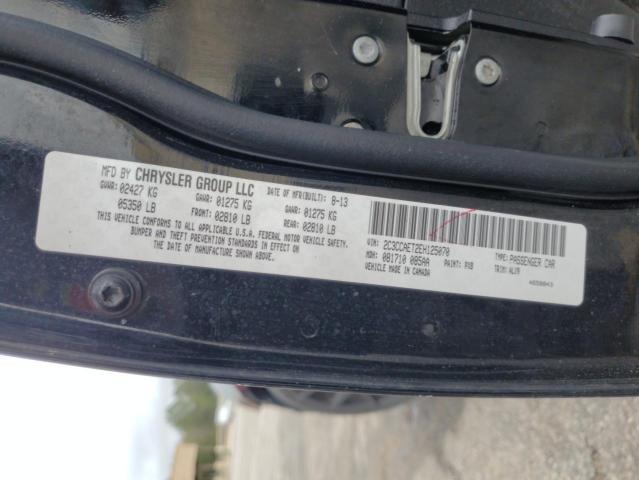 MFD BY CHRYSLER GROUP LLC DATE OF MFR(BUILT): 8-13
GVWR: 02427 KG GAWR: 01275 KG GAWR: 01275 KG
05350 LB FRONT: 02810 LB REAR: 02810 LB
THIS VEHICLE CONFORMS TO ALL APPLICABLE U.S.A. FEDERAL MOTOR VEHICLE SAFETY,
BUMPER AND THEFT PREVENTION STANDARDS IN EFFECT ON
THE DATE OF MANUFACTURE SHOWN ABOVE.
VIN: 2C3CCAET2EH125070 TYPE: PASSENGER CAR
MDH: 081710 085AA PAINT: PXB TRIM: ALX9
VEHICLE MADE IN CANADA